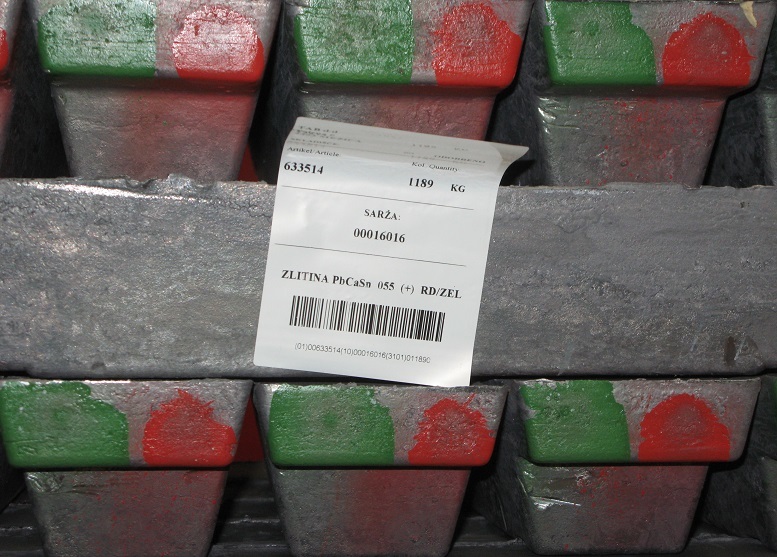 TAB d.d
Artikel Article Kol. Quantity
633514 1189 KG
SARŽA:
00016016
ZLITINA PbCaSn 055 (+) RD/ZEL
(01)00633514(10)00016016(3101)011890